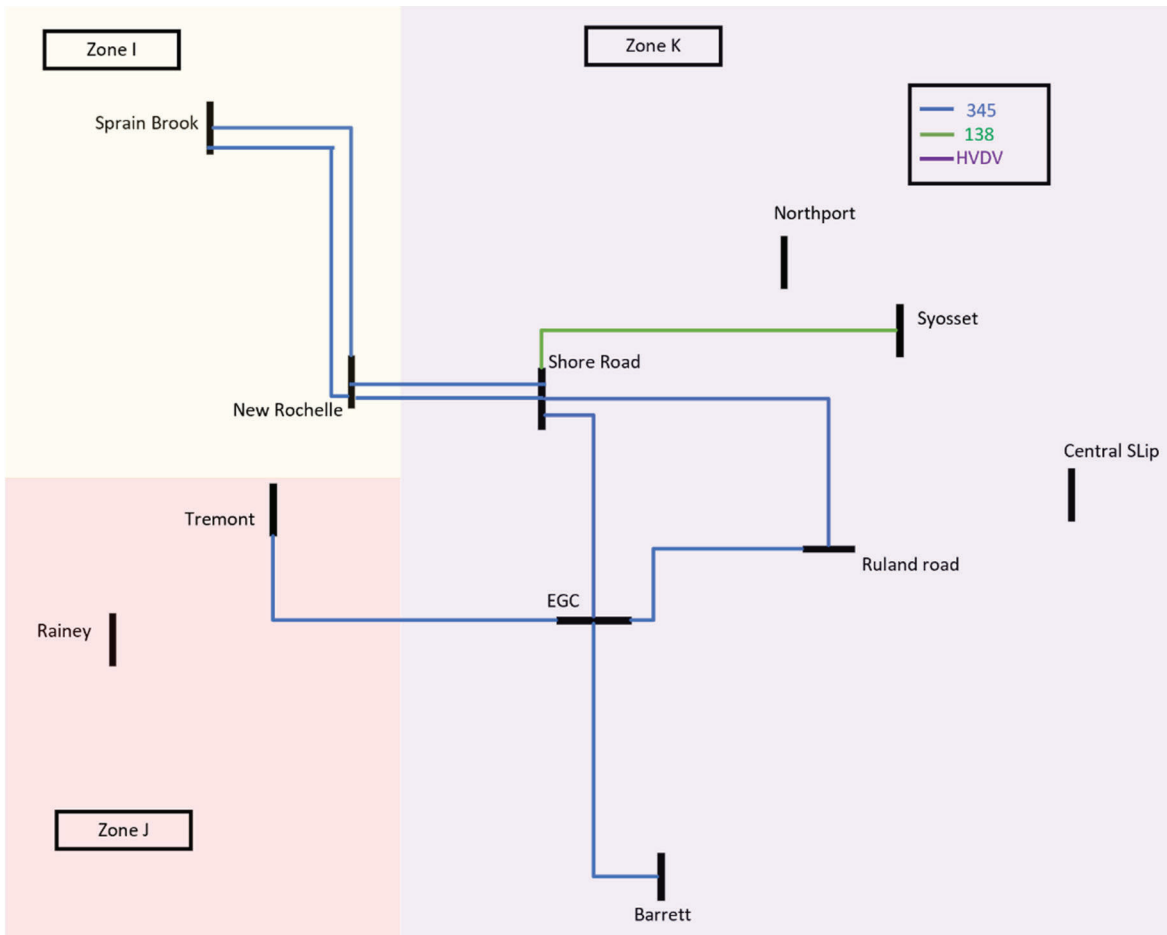 Zone I
Zone K
Sprain Brook
345
138
HVDV
Northport
Syosset
Shore Road
New Rochelle
Central SLip
Tremont
Ruland road
EGC
Rainey
Zone J
Barrett